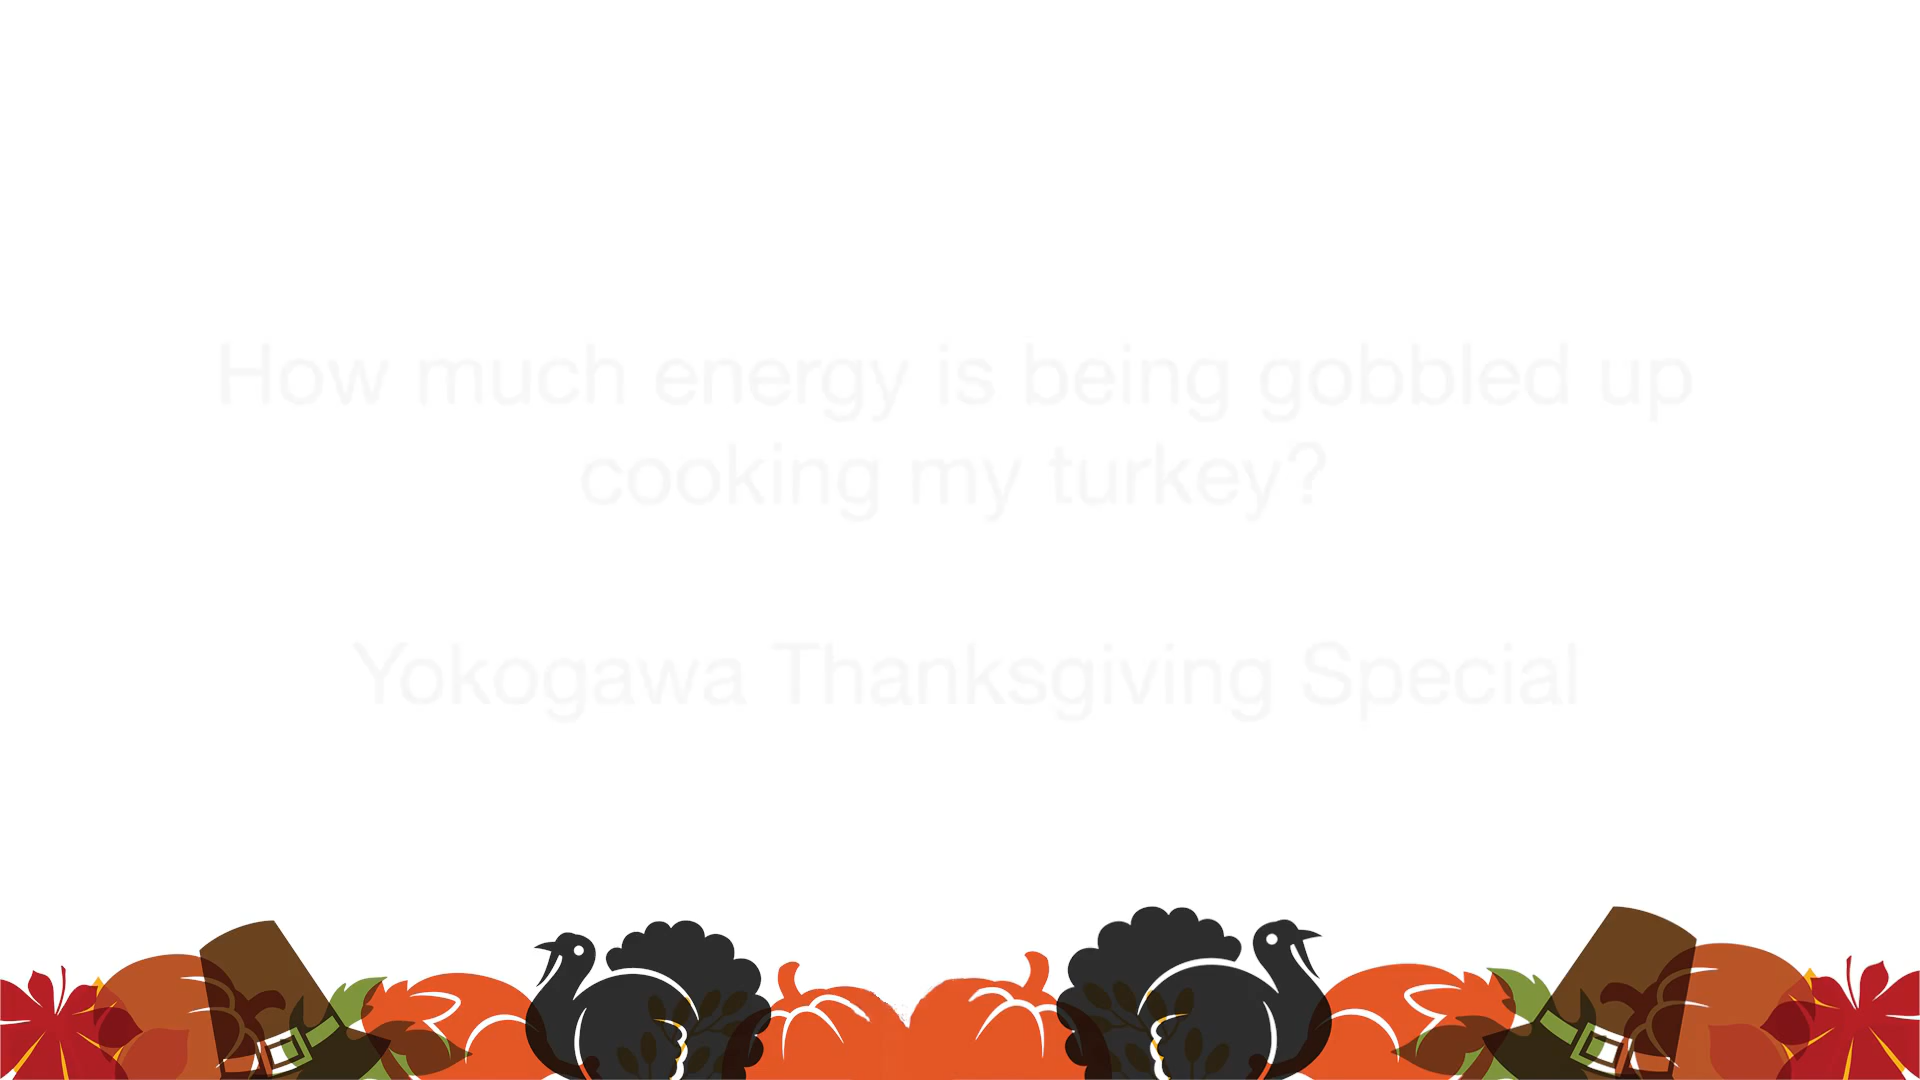 How much energy is being gobbled up
cooking my turkey?
Yokogawa Thanksgiving Special